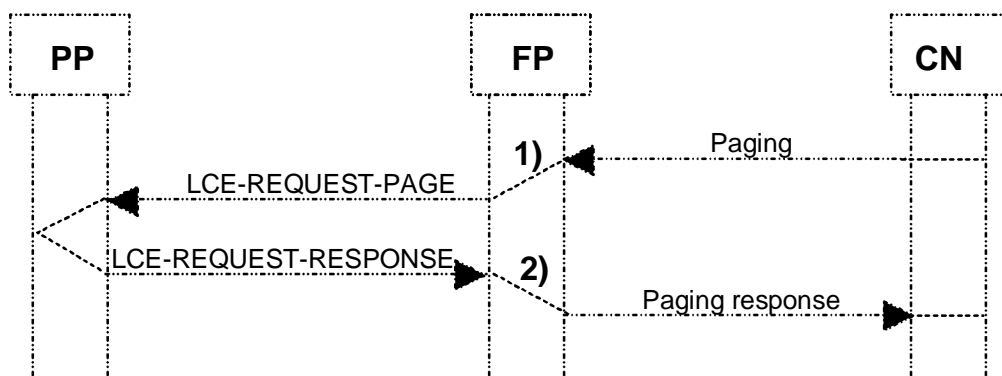 PP
FP
CN
1)
Paging
LCE-REQUEST-PAGE
LCE-REQUEST-RESPONSE
2)
Paging response